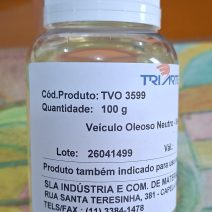 TRIARTE
Cód.Produto: TVO 3599
Quantidade: 100 g
Veículo Oleoso Neutro -
Lote: 26041499 Val:
Produto também indicado para
SLA INDÚSTRIA E COM. DE
RUA SANTA TERESINHA, 381 -
TELS/FAX : (11) 3384-1478